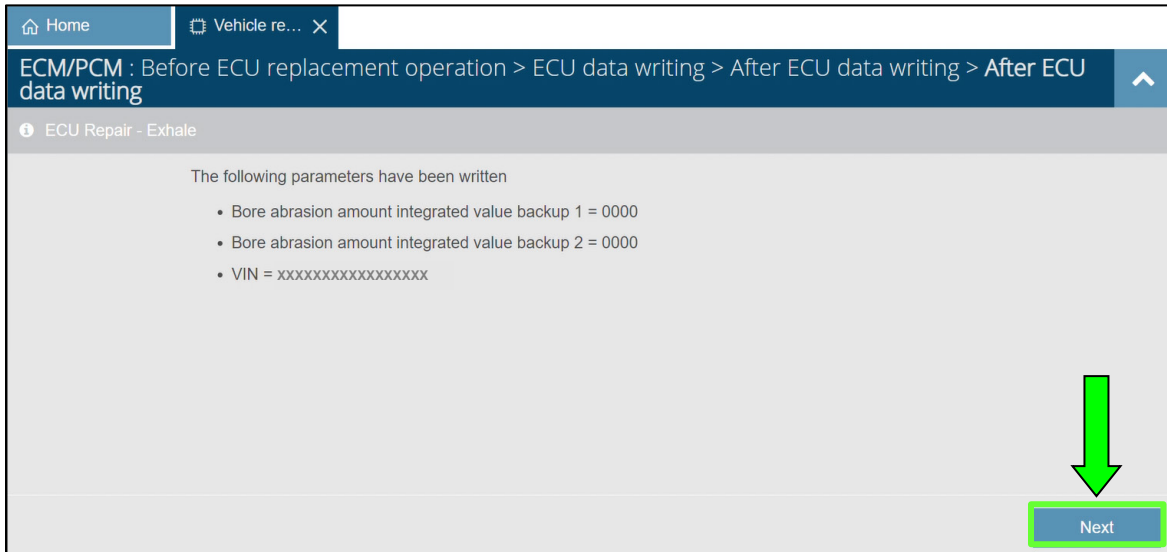 Home
Vehicle re…
ECM/PCM : Before ECU replacement operation > ECU data writing > After ECU data writing > After ECU
data writing
ECU Repair - Exhale
The following parameters have been written
• Bore abrasion amount integrated value backup 1 = 0000
• Bore abrasion amount integrated value backup 2 = 0000
• VIN = xxxxxxxxxxxxxxxxx
Next